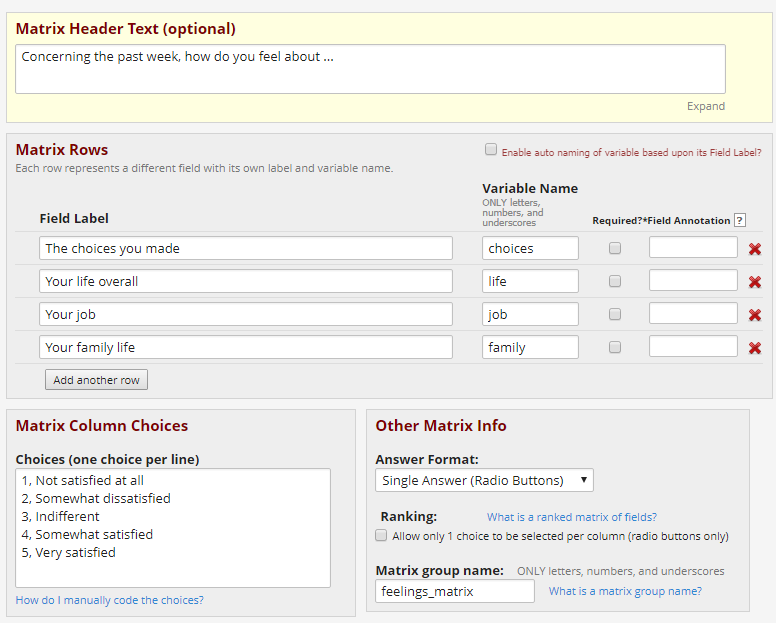 Matrix Header Text (optional)
Concerning the past week, how do you feel about ...
Expand
Matrix Rows
Enable auto naming of variable based upon its Field Label?
Each row represents a different field with its own label and variable name.
Field Label
Variable Name
ONLY letters,
numbers, and
underscores
Required?*
Field Annotation ?
The choices you made choices
Your life overall life
Your job job
Your family life family
Add another row
Matrix Column Choices
Choices (one choice per line)
1, Not satisfied at all
2, Somewhat dissatisfied
3, Indifferent
4, Somewhat satisfied
5, Very satisfied
How do I manually code the choices?
Other Matrix Info
Answer Format:
Single Answer (Radio Buttons)
Ranking: What is a ranked matrix of fields?
Allow only 1 choice to be selected per column (radio buttons only)
Matrix group name: ONLY letters, numbers, and underscores
feelings_matrix What is a matrix group name?